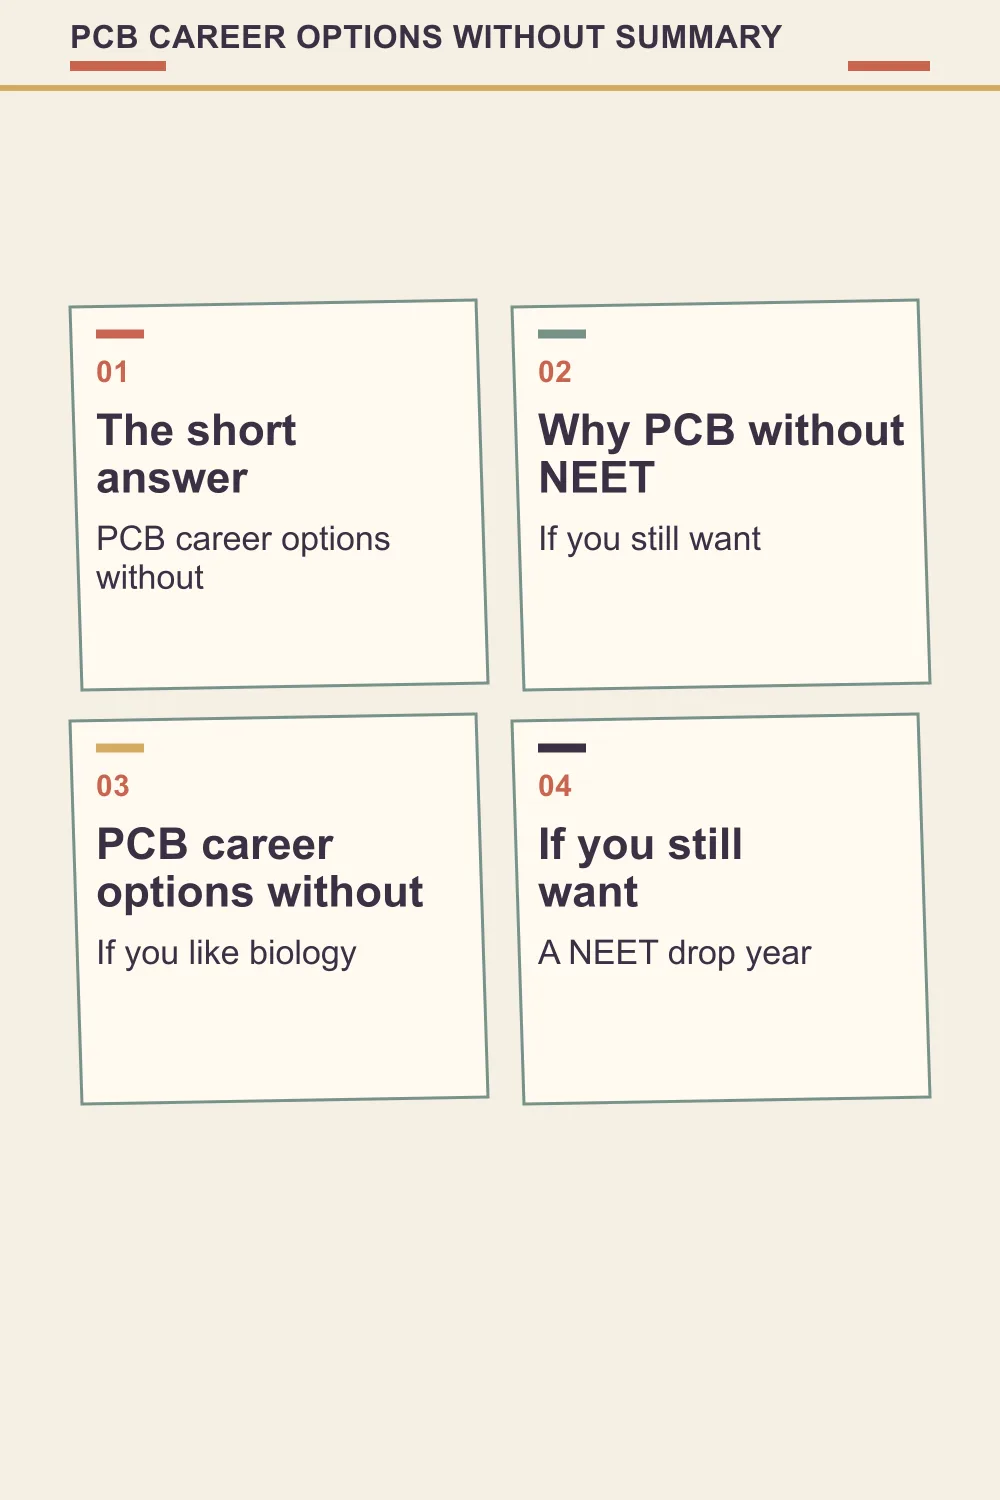 PCB CAREER OPTIONS WITHOUT SUMMARY
01
The short
answer
PCB career options
without
02
Why PCB without
NEET
If you still want
03
PCB career
options without
If you like biology
04
If you still
want
A NEET drop year